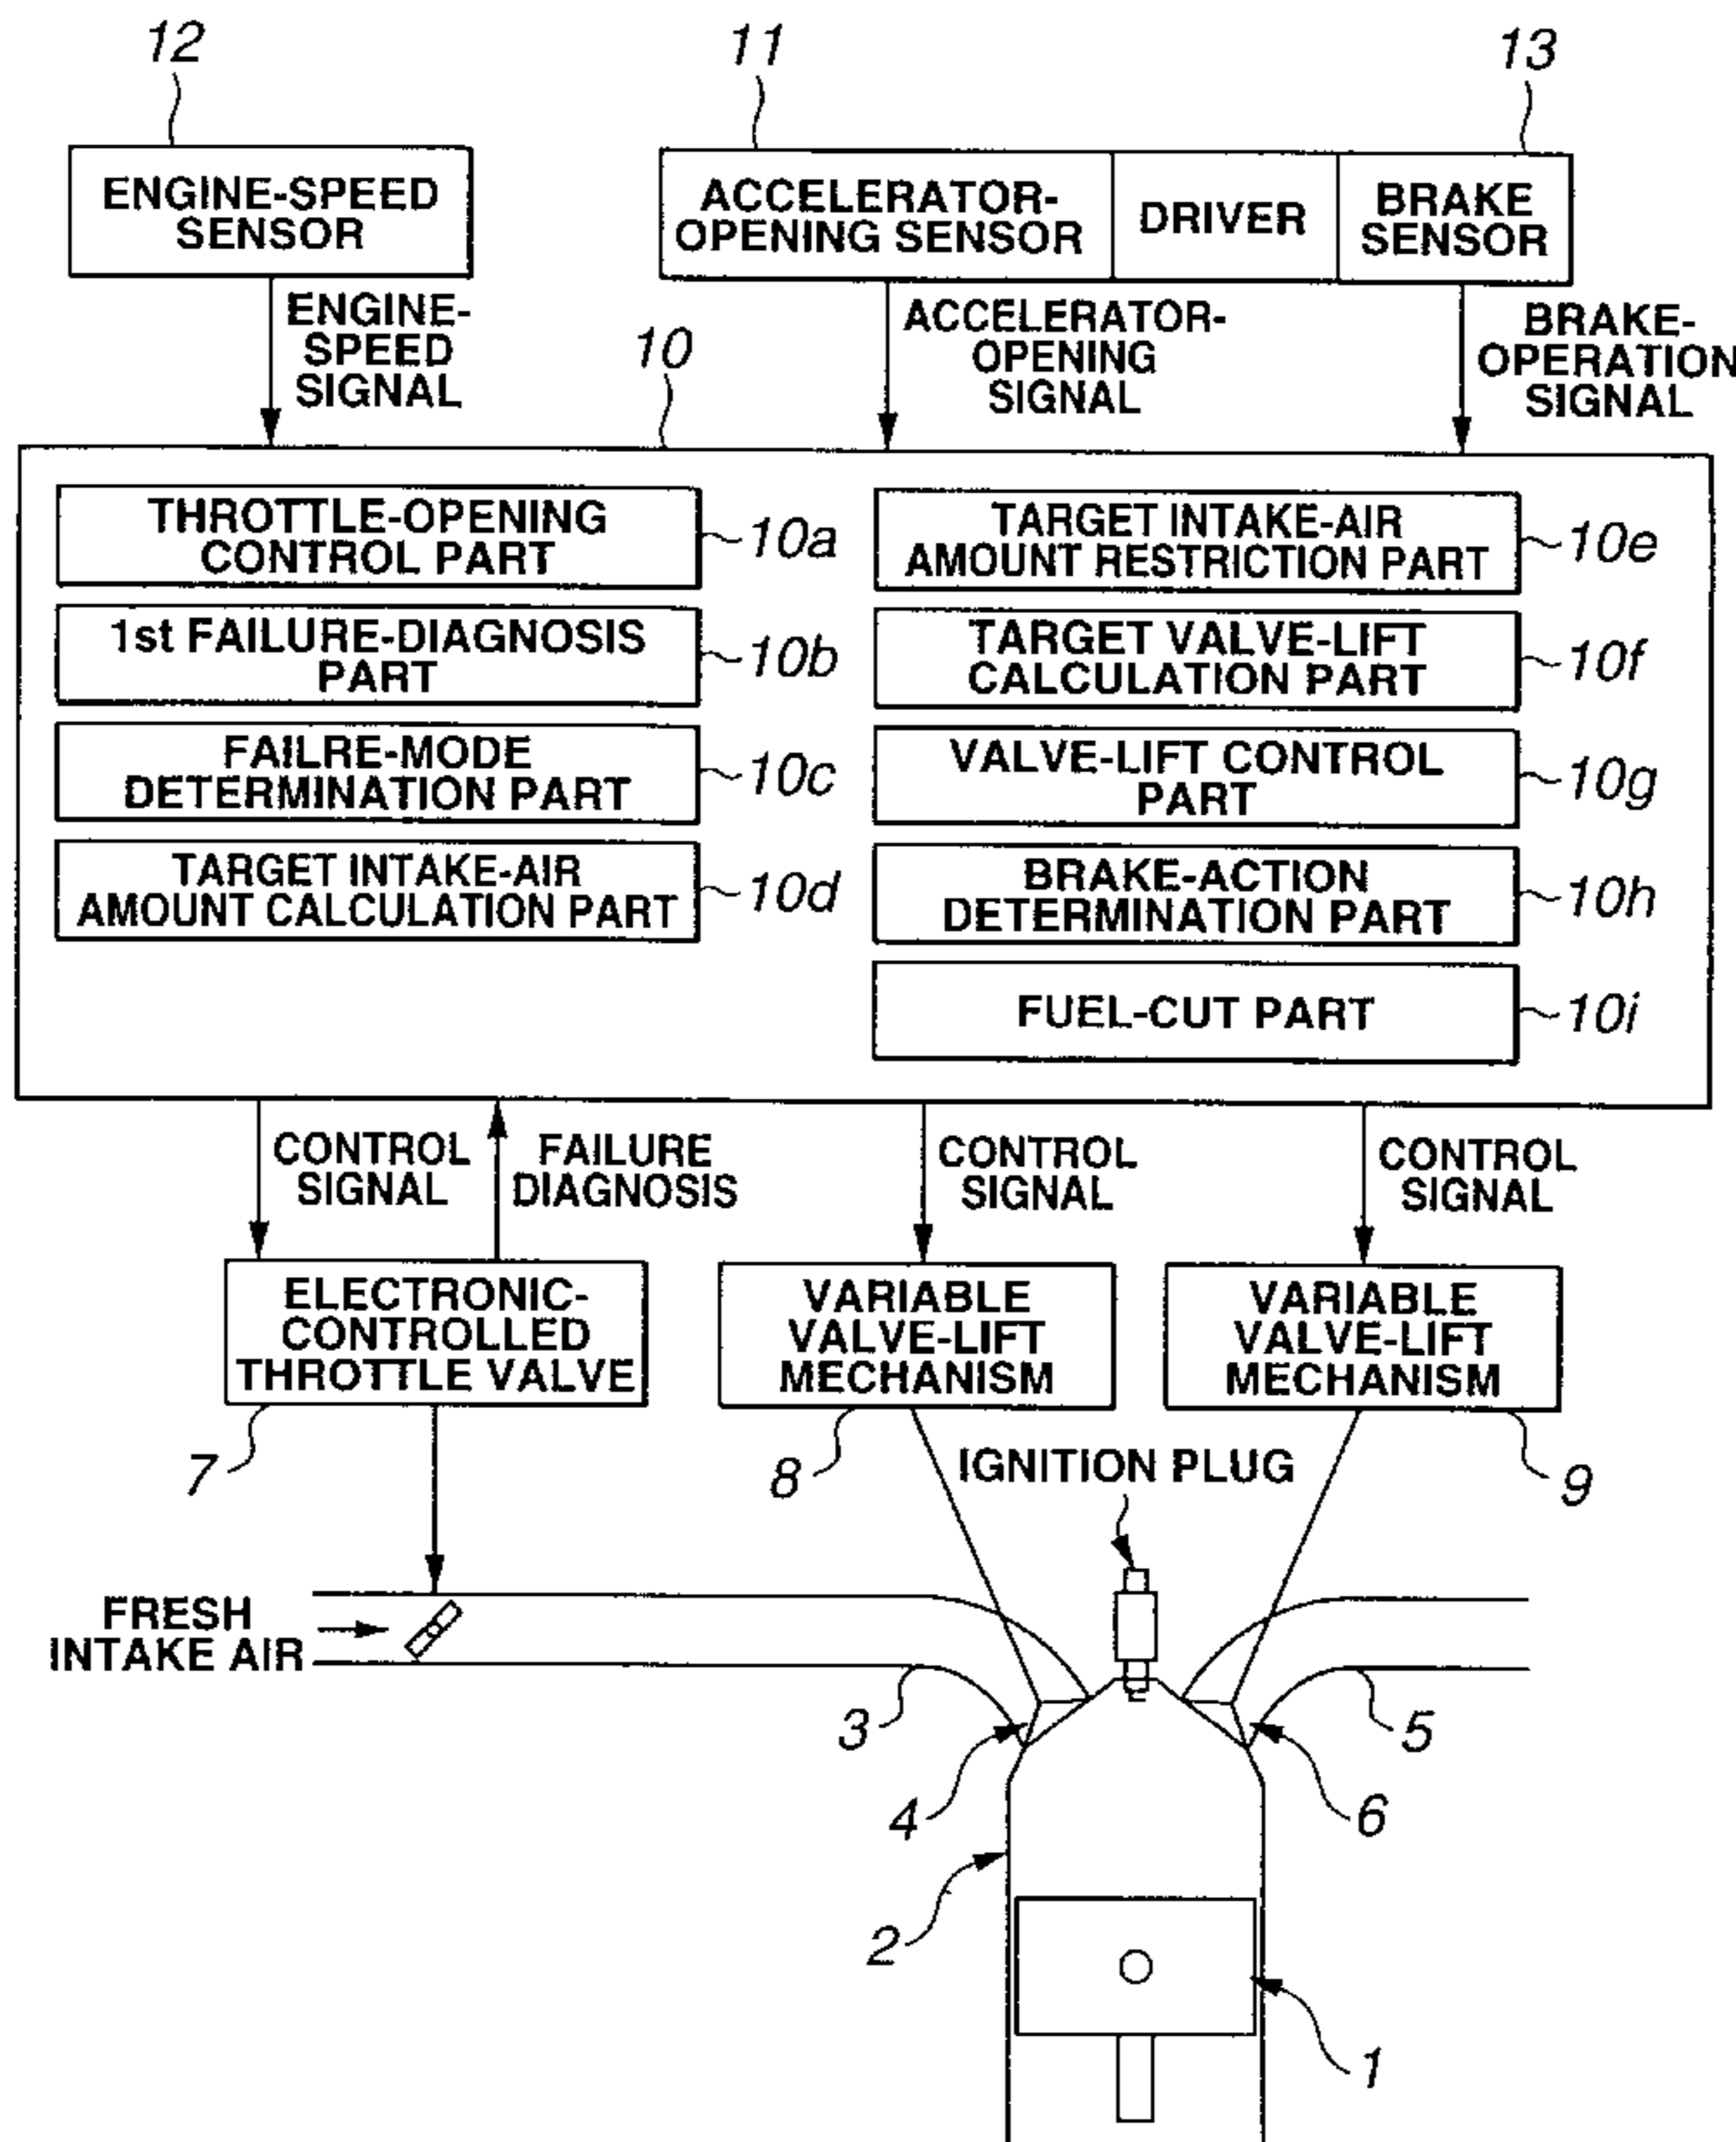 12
11
13
ENGINE-SPEED
SENSOR
ACCELERATOR-
OPENING SENSOR
DRIVER
BRAKE
SENSOR
ENGINE-
SPEED
SIGNAL
10
ACCELERATOR-
OPENING
SIGNAL
BRAKE-
OPERATION
SIGNAL
THROTTLE-OPENING
CONTROL PART
10a
1st FAILURE-DIAGNOSIS
PART
10b
FAILRE-MODE
DETERMINATION PART
10c
TARGET INTAKE-AIR
AMOUNT CALCULATION PART
10d
TARGET INTAKE-AIR
AMOUNT RESTRICTION PART
10e
TARGET VALVE-LIFT
CALCULATION PART
10f
VALVE-LIFT CONTROL
PART
10g
BRAKE-ACTION
DETERMINATION PART
10h
FUEL-CUT PART
10i
CONTROL
SIGNAL
FAILURE
DIAGNOSIS
CONTROL
SIGNAL
CONTROL
SIGNAL
ELECTRONIC-
CONTROLLED
THROTTLE VALVE
VARIABLE
VALVE-LIFT
MECHANISM
VARIABLE
VALVE-LIFT
MECHANISM
7
8
IGNITION PLUG
9
FRESH
INTAKE AIR
3
5
4
6
2
1